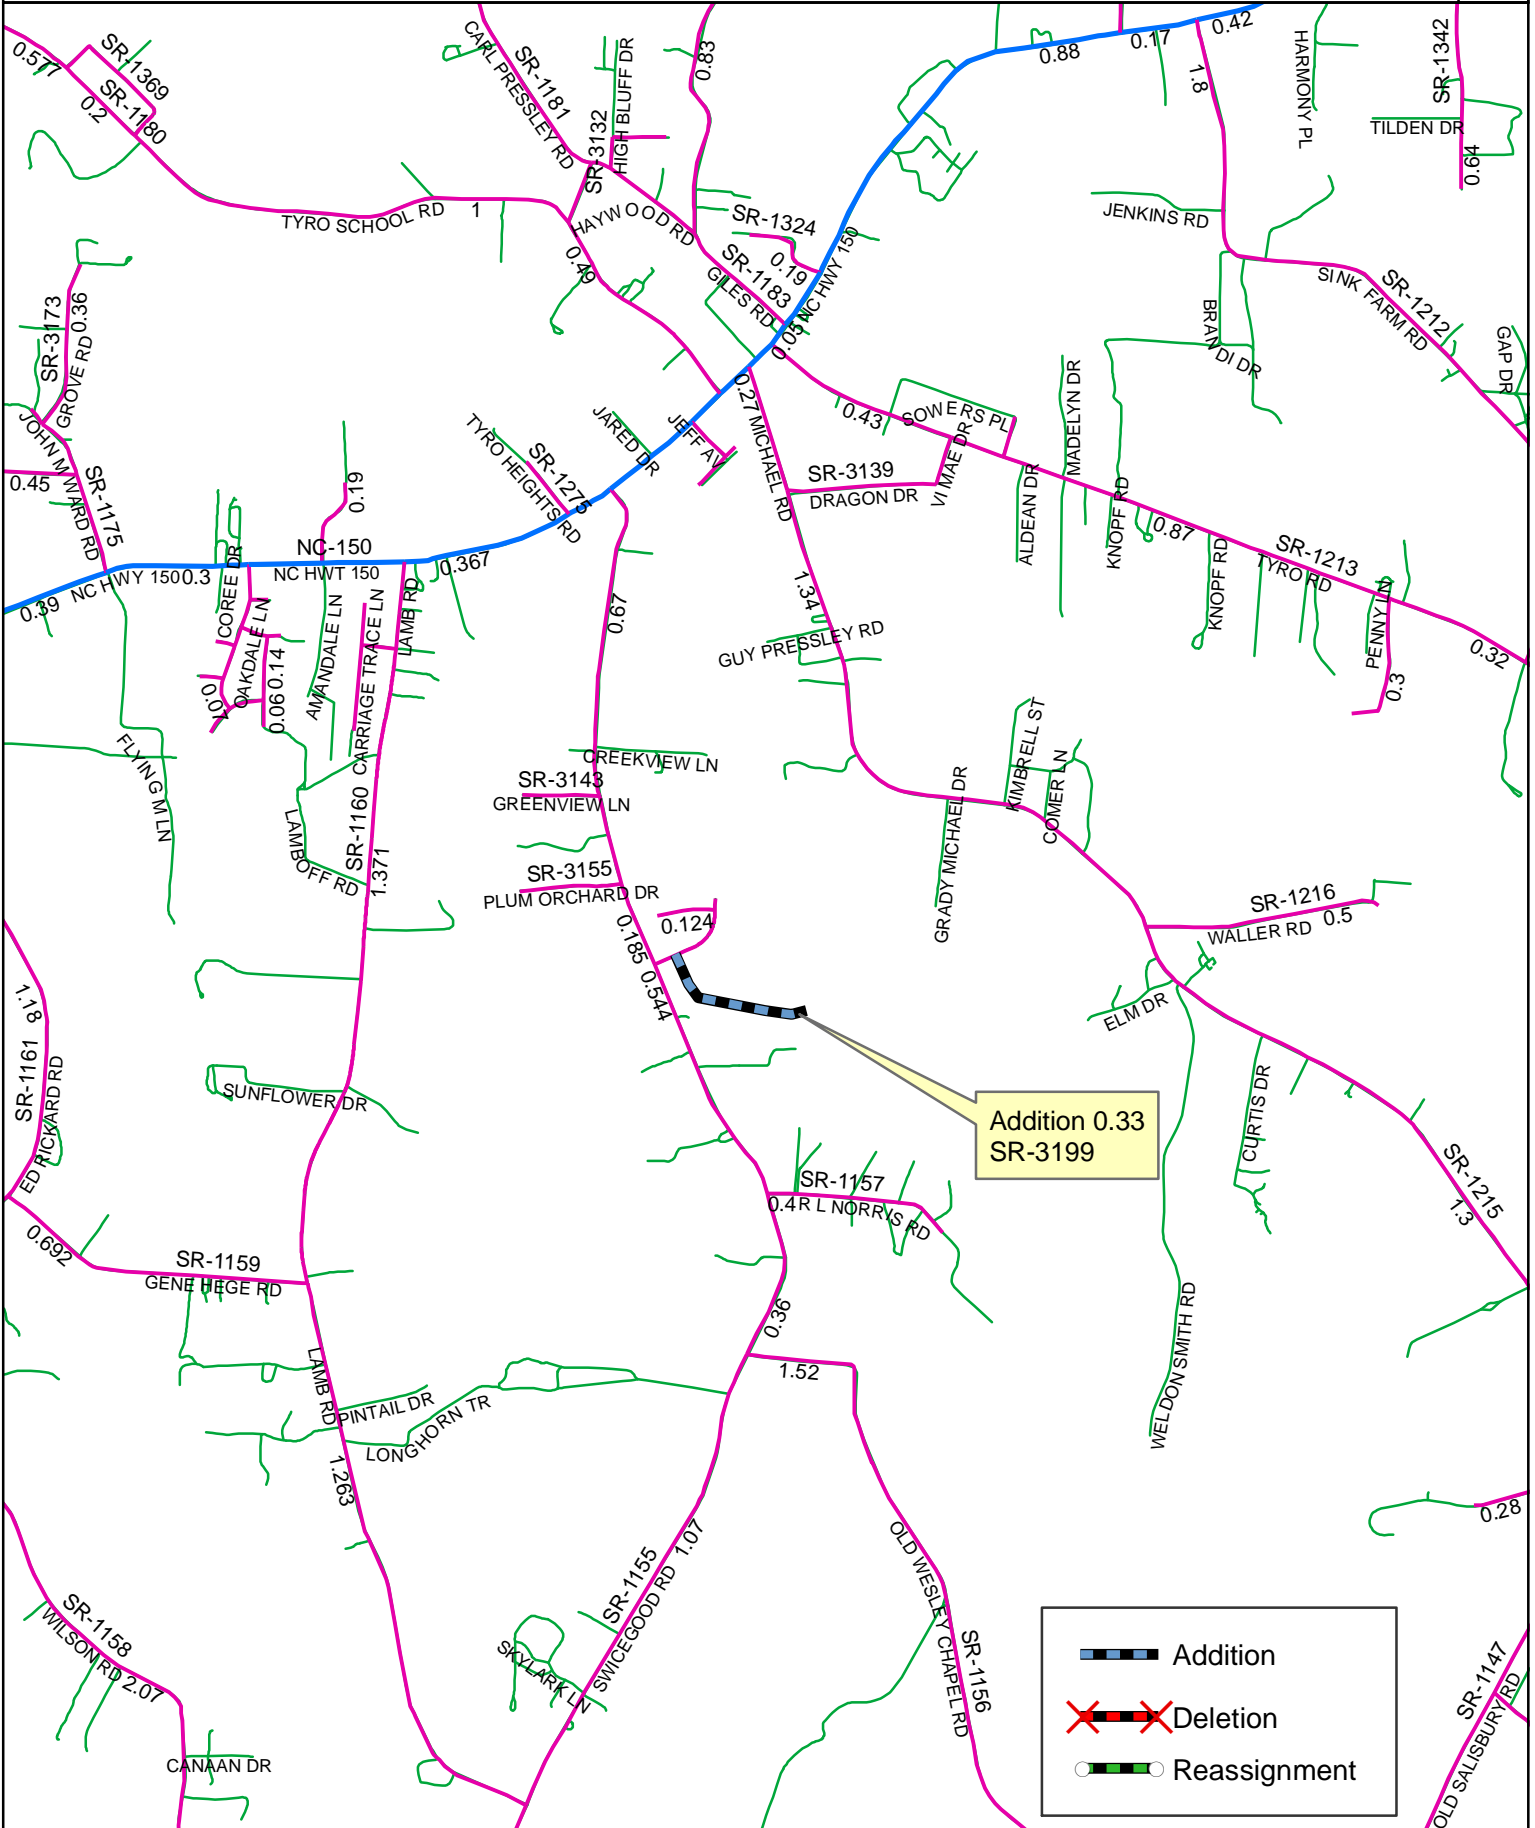 0.577
SR-1369
SR-1180
0.2
CARL PRESSLEY RD
SR-1181
SR-3132
HIGH BLUFF DR
0.83
0.88
0.17
0.42
1.8
HARMONY PL
SR-1342
TILDEN DR
0.64
TYRO SCHOOL RD
1
HAYWOOD RD
0.49
SR-1324
0.19
SR-1183
GILES RD
NC HWY 150
0.05
JENKINS RD
SINK FARM RD
SR-1212
BRANDI DR
GAP DR
SR-3173
GROVE RD
0.36
JOHN M WARD RD
SR-1175
0.45
0.19
TYRO HEIGHTS RD
SR-1275
JARED DR
JEFF AV
0.27
MICHAEL RD
0.43
SOWERS PL
SR-3139
DRAGON DR
VI MAE DR
MADELYN DR
ALDEAN DR
KNOPF RD
0.87
KNOPF RD
SR-1213
TYRO RD
PENNY LN
0.32
0.3
0.39
NC HWY 150
0.3
COREE DR
NC-150
NC HWT 150
0.367
OAKDALE LN
0.14
0.06
0.07
AMANDALE LN
CARRIAGE TRACE LN
LAMB RD
0.67
1.34
GUY PRESSLEY RD
FLYING M LN
LAMBOFF RD
SR-1160
1.371
CREEKVIEW LN
SR-3143
GREENVIEW LN
SR-3155
PLUM ORCHARD DR
0.124
0.185
0.544
GRADY MICHAEL DR
KIMBRELL ST
COMER LN
SR-1216
WALLER RD
0.5
ELM DR
CURTIS DR
1.18
SR-1161
ED RICKARD RD
SUNFLOWER DR
Addition 0.33
SR-3199
SR-1157
0.4
R L NORRIS RD
SR-1215
1.3
0.692
SR-1159
GENE HEGE RD
0.36
1.52
WELDON SMITH RD
LAMB RD
PINTAIL DR
LONGHORN TR
1.263
0.28
SR-1155
SWICEGOOD RD
1.07
OLD WESLEY CHAPEL RD
SR-1156
SR-1158
WILSON RD
2.07
SKYLARK LN
CANAAN DR
SR-1147
OLD SALISBURY RD
Addition
Deletion
Reassignment